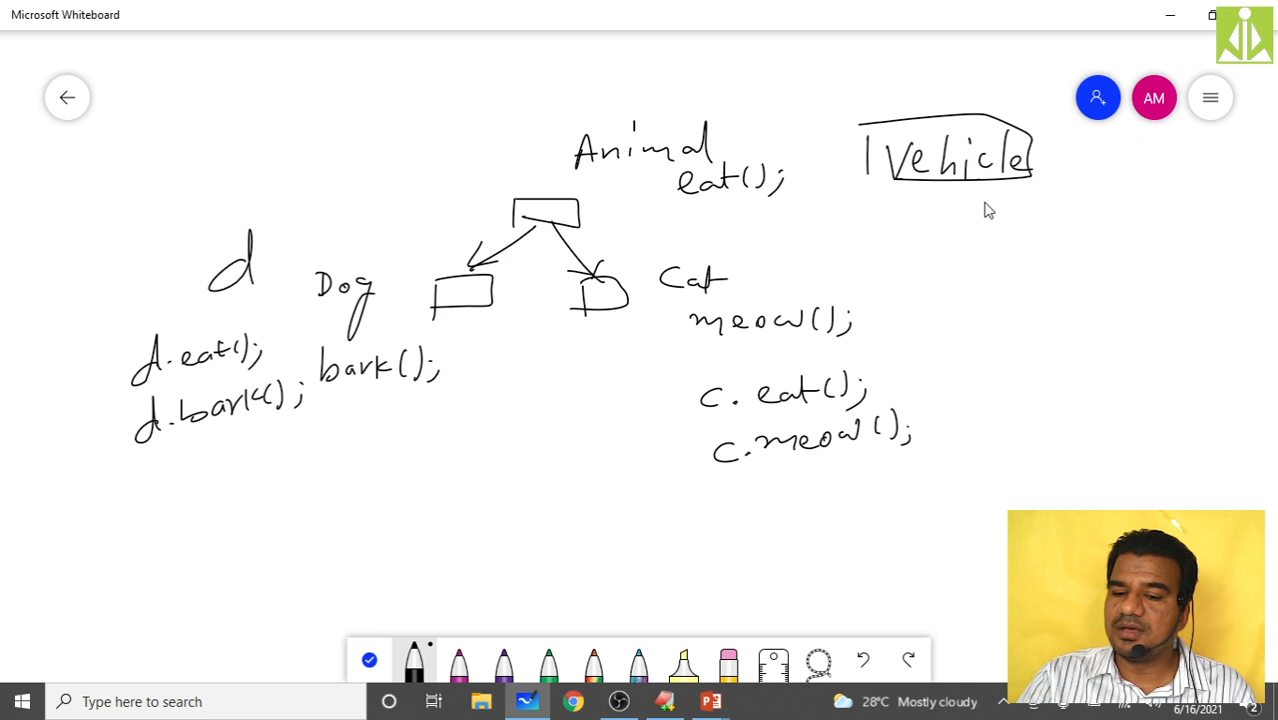 Microsoft Whiteboard
AM
Animal
eat();
Vehicle
d
Dog
Cat
meow();
d.eat();
bark();
d.bark();
c. eat();
c.meow();
Type here to search
28°C Mostly cloudy
6/16/2021
2